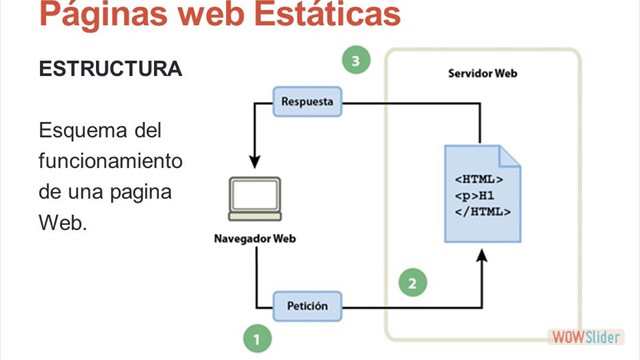 Páginas web Estáticas
ESTRUCTURA
Esquema del
funcionamiento
de una pagina
Web.
3
Servidor Web
Respuesta
<HTML>
<p>H1
</HTML>
Navegador Web
2
Petición
1
WOWSlider